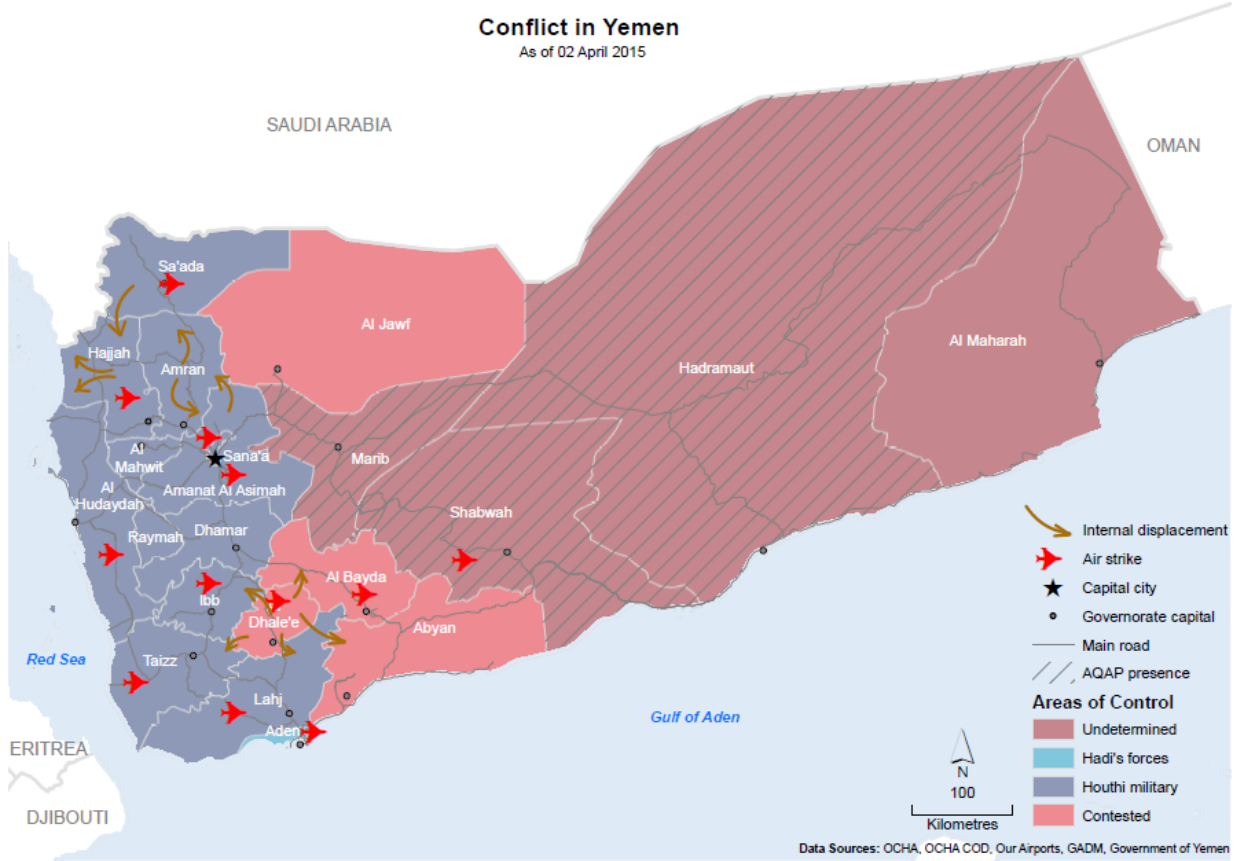 Conflict in Yemen
As of 02 April 2015
SAUDI ARABIA
OMAN
Sa'ada
Al Jawf
Hajjah
Amran
Al Maharah
Hadramaut
Al
Mahwit
Sana'a
Marib
Amanat Al Asimah
Al
Hudaydah
Shabwah
Raymah
Dhamar
Al Bayda
Ibb
Dhale'e
Abyan
Taizz
Red Sea
Lahj
Aden
Gulf of Aden
ERITREA
DJIBOUTI
Internal displacement
Air strike
Capital city
Governorate capital
Main road
AQAP presence
Areas of Control
Undetermined
Hadi's forces
Houthi military
Contested
N
100
Kilometres
Data Sources: OCHA, OCHA COD, Our Airports, GADM, Government of Yemen